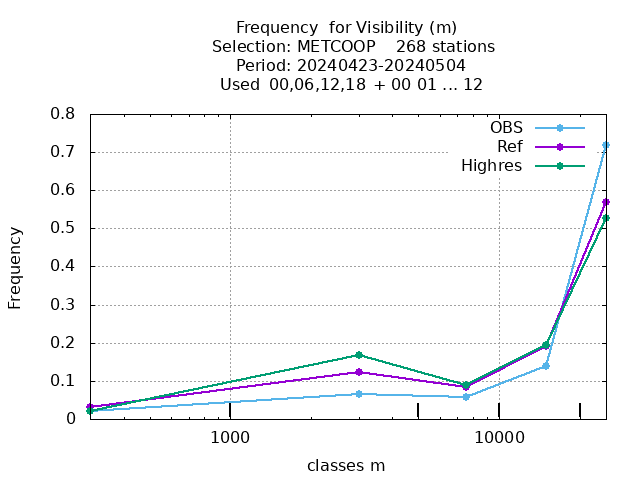 Frequency  for Visibility (m)
Selection: METCOOP    268 stations
Period: 20240423-20240504
Used  00,06,12,18  + 00 01 ... 12
OBS
Ref
Highres
0.8
0.7
0.6
0.5
0.4
0.3
0.2
0.1
0
Frequency
1000
10000
classes m